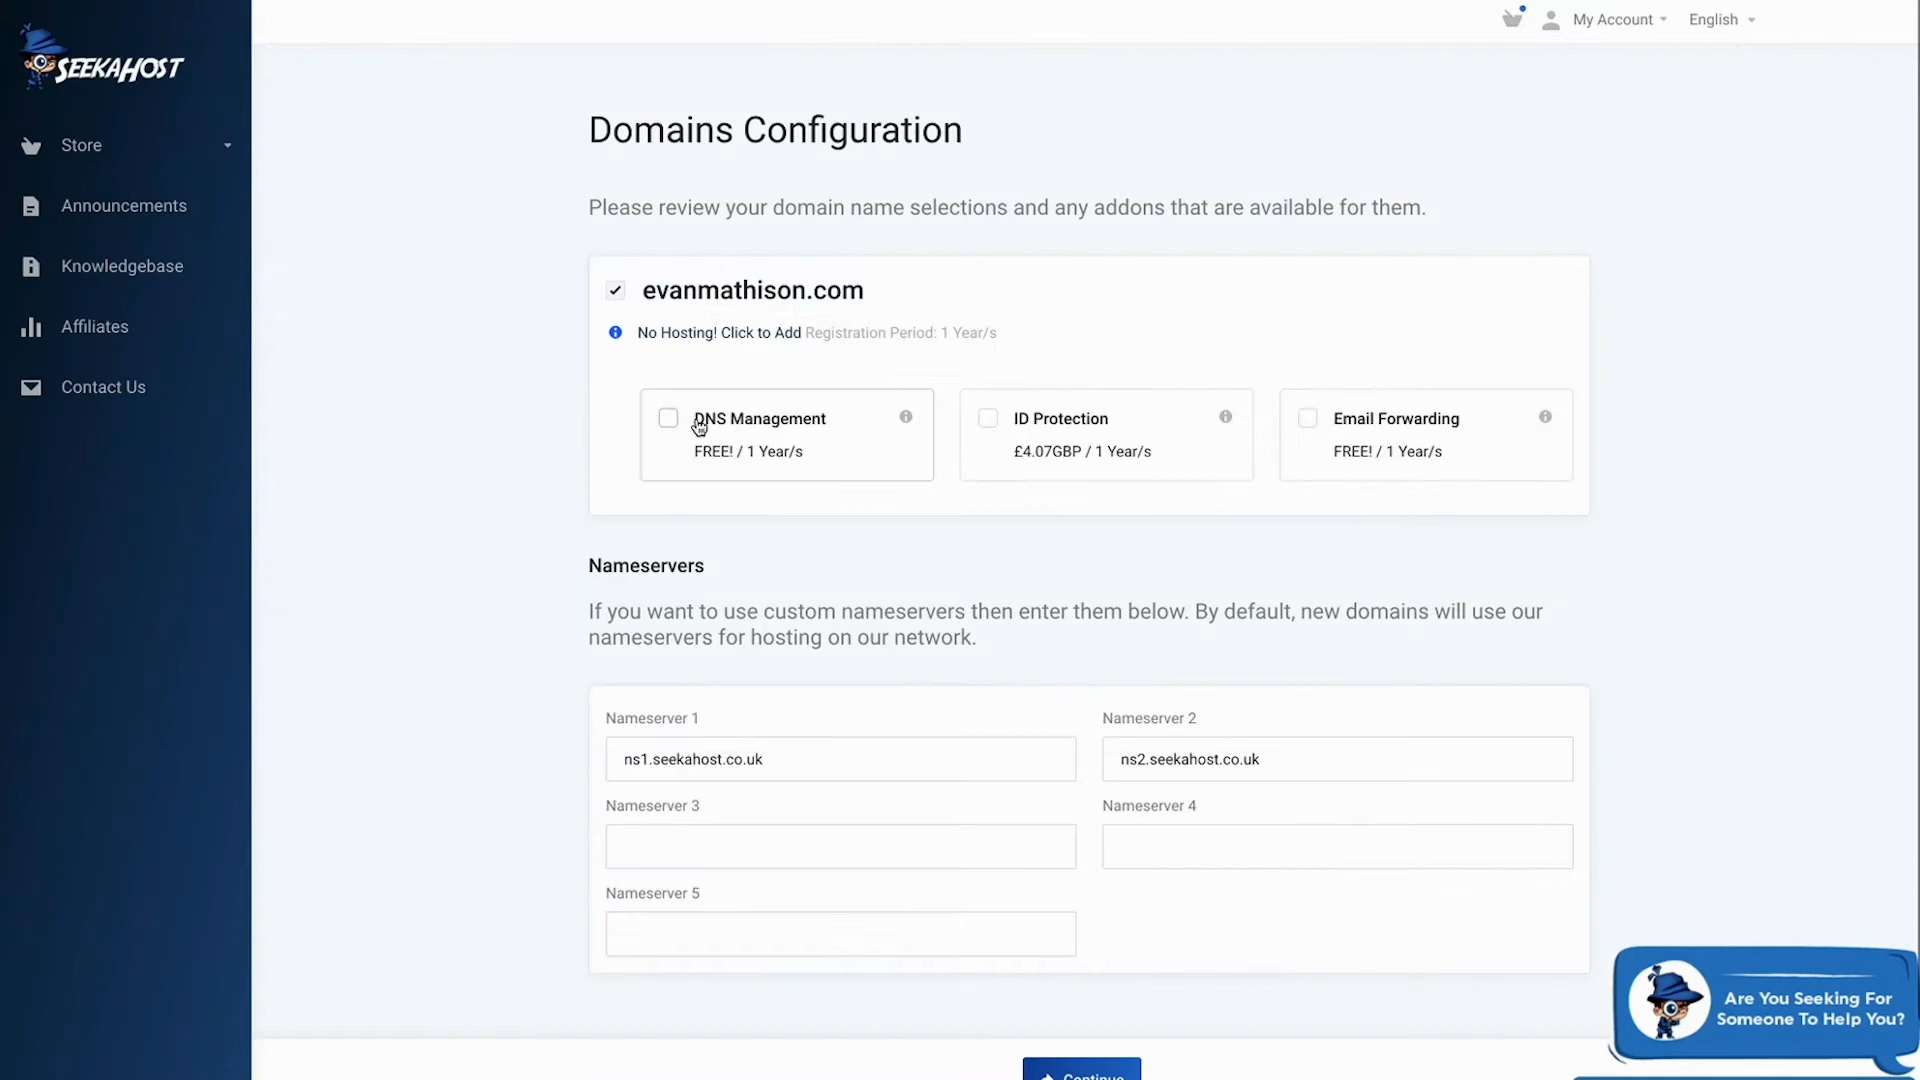 My Account
English
SEEKAHOST
Store
Announcements
Knowledgebase
Affiliates
Contact Us
Domains Configuration
Please review your domain name selections and any addons that are available for them.
evanmathison.com
No Hosting! Click to Add Registration Period: 1 Year/s
DNS Management
FREE! / 1 Year/s
ID Protection
£4.07GBP / 1 Year/s
Email Forwarding
FREE! / 1 Year/s
Nameservers
If you want to use custom nameservers then enter them below. By default, new domains will use our
nameservers for hosting on our network.
Nameserver 1
ns1.seekahost.co.uk
Nameserver 2
ns2.seekahost.co.uk
Nameserver 3
Nameserver 4
Nameserver 5
Are You Seeking For
Someone To Help You?
Continue